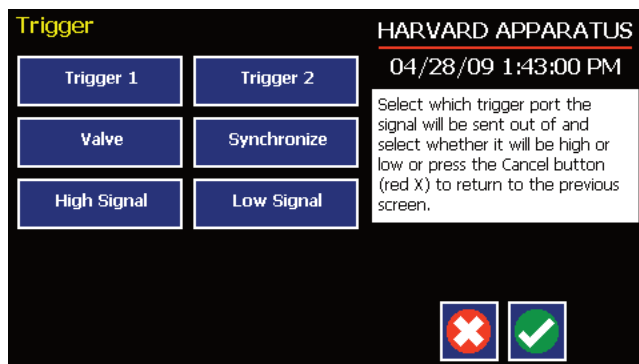 Trigger
HARVARD APPARATUS
04/28/09 1:43:00 PM
Trigger 1
Trigger 2
Valve
Synchronize
High Signal
Low Signal
Select which trigger port the
signal will be sent out of and
select whether it will be high or
low or press the Cancel button
(red X) to return to the previous
screen.